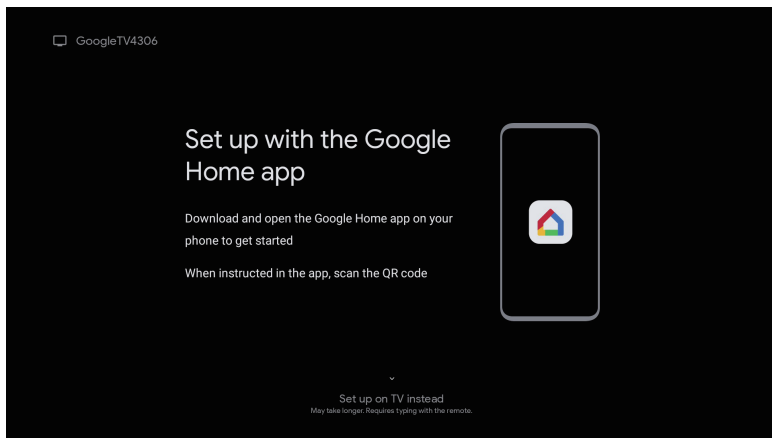 GoogleTV4306
Set up with the Google
Home app
Download and open the Google Home app on your
phone to get started
When instructed in the app, scan the QR code
Set up on TV instead
May take longer. Requires typing with the remote.